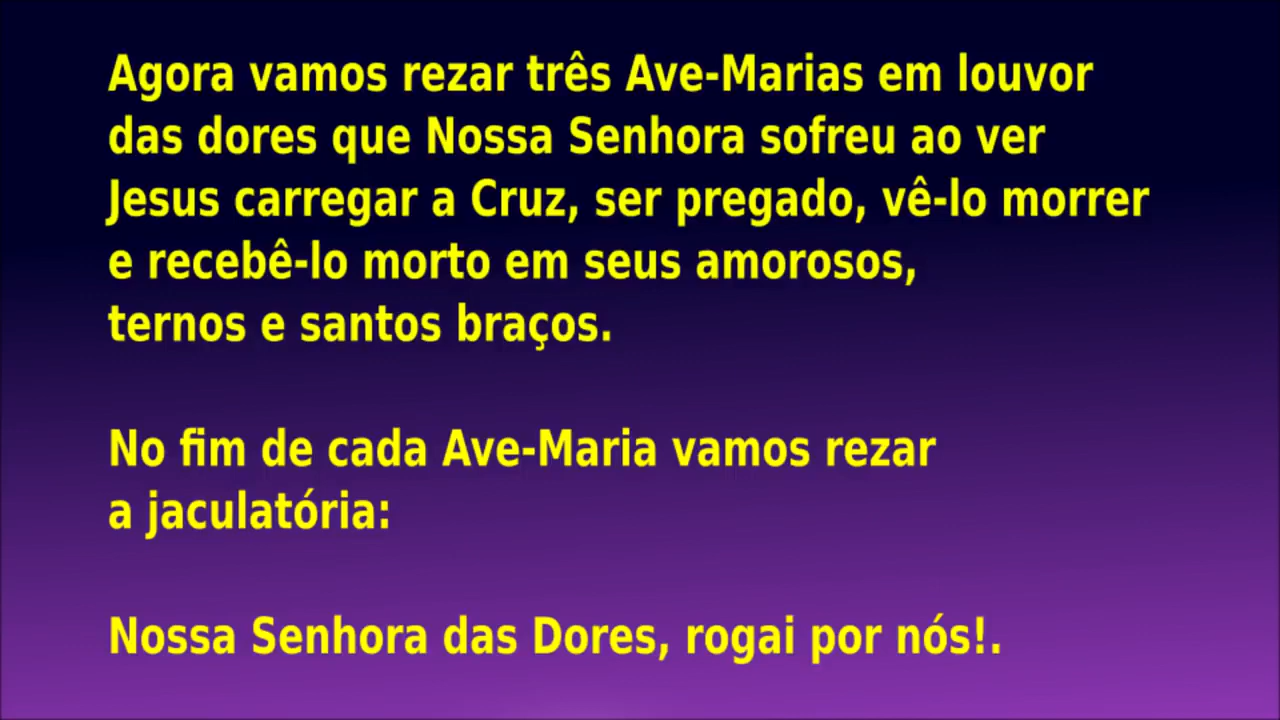 Agora vamos rezar três Ave-Marias em louvor
das dores que Nossa Senhora sofreu ao ver
Jesus carregar a Cruz, ser pregado, vê-lo morrer
e recebê-lo morto em seus amorosos,
ternos e santos braços.
No fim de cada Ave-Maria vamos rezar
a jaculatória:
Nossa Senhora das Dores, rogai por nós!.